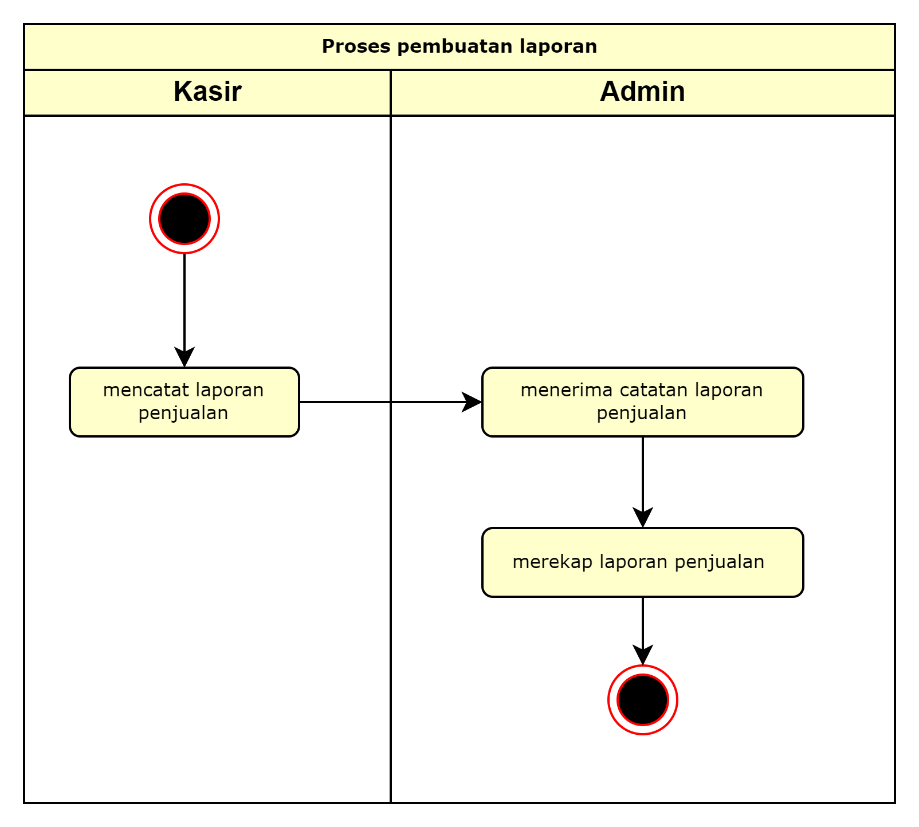 Proses pembuatan laporan
Kasir
Admin
mencatat laporan
penjualan
menerima catatan laporan
penjualan
merekap laporan penjualan